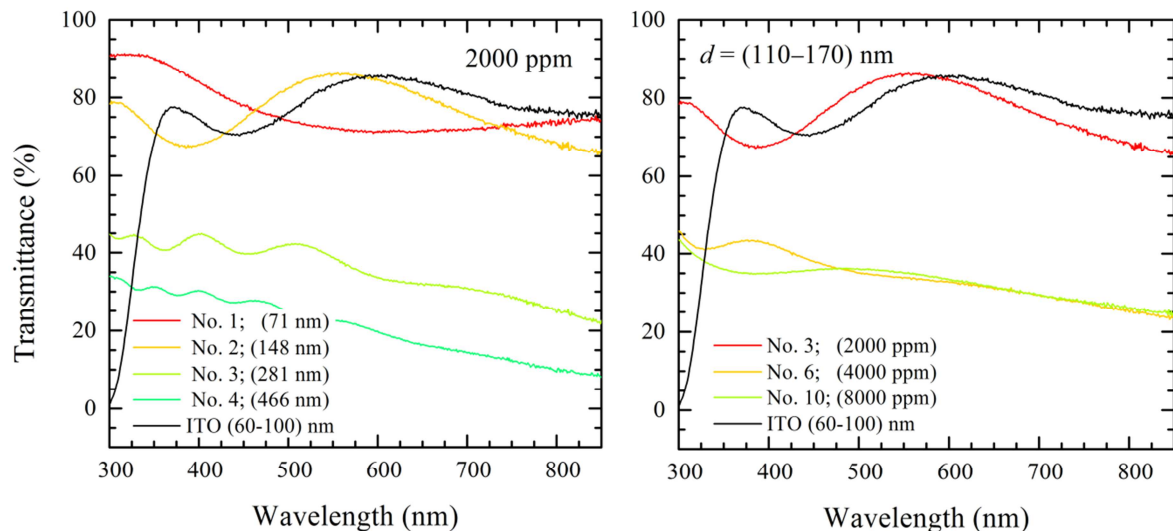 2000 ppm
Transmittance (%)
100
80
60
40
20
0
No. 1; (71 nm)
No. 2; (148 nm)
No. 3; (281 nm)
No. 4; (466 nm)
ITO (60-100) nm
300 400 500 600 700 800
Wavelength (nm)
d = (110–170) nm
100
80
60
40
20
0
No. 3; (2000 ppm)
No. 6; (4000 ppm)
No. 10; (8000 ppm)
ITO (60-100) nm
300 400 500 600 700 800
Wavelength (nm)